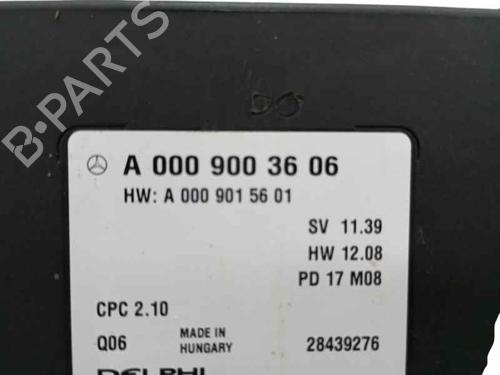 B-PARTS
A 000 900 36 06
HW: A 000 901 56 01
SV 11.39
HW 12.08
PD 17 M08
CPC 2.10
Q06 MADE IN HUNGARY 28439276
DELPHI